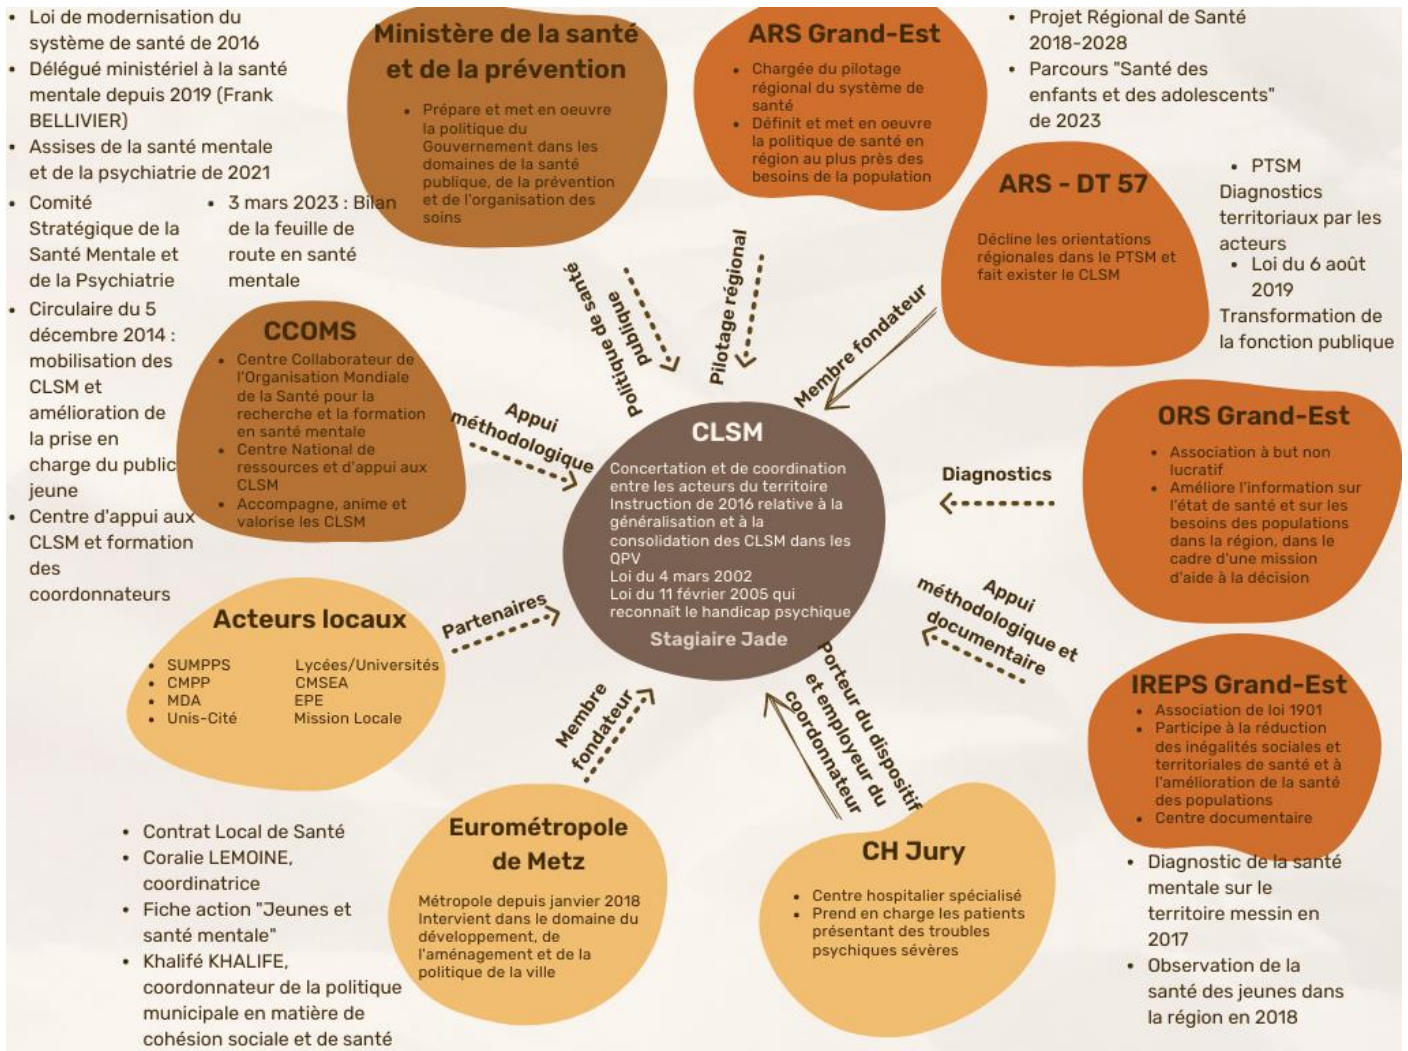 Loi de modernisation du
système de santé de 2016
Délégué ministériel à la santé
mentale depuis 2019 (Frank
BELLIVIER)
Assises de la santé mentale
et de la psychiatrie de 2021
Comité
Stratégique de la
Santé Mentale et
de la Psychiatrie
3 mars 2023 : Bilan
de la feuille de
route en santé
mentale
Circulaire du 5
décembre 2014 :
mobilisation des
CLSM et
amélioration de
la prise en
charge du public
jeune
Centre d'appui aux
CLSM et formation
des
coordonnateurs
Ministère de la santé
et de la prévention
Prépare et met en oeuvre
la politique du
Gouvernement dans les
domaines de la santé
publique, de la prévention
et de l'organisation des
soins
ARS Grand-Est
Chargée du pilotage
régional du système de
santé
Définit et met en oeuvre
la politique de santé en
région au plus près des
besoins de la population
Projet Régional de Santé
2018-2028
Parcours "Santé des
enfants et des adolescents"
de 2023
ARS - DT 57
Décline les orientations
régionales dans le PTSM et
fait exister le CLSM
PTSM
Diagnostics
territoriaux par les
acteurs
Loi du 6 août
2019
Transformation de
la fonction publique
CCOMS
Centre Collaborateur de
l'Organisation Mondiale
de la Santé pour la
recherche et la formation
en santé mentale
Centre National de
ressources et d'appui aux
CLSM
Accompagne, anime et
valorise les CLSM
Politique de santé
publique
Pilotage régional
Membre fondateur
Appui
méthodologique
CLSM
Concertation et de coordination
entre les acteurs du territoire
Instruction de 2016 relative à la
généralisation et à la
consolidation des CLSM dans les
QPV
Loi du 4 mars 2002
Loi du 11 février 2005 qui
reconnaît le handicap psychique
Stagiaire Jade
Diagnostics
ORS Grand-Est
Association à but non
lucratif
Améliore l'information sur
l'état de santé et sur les
besoins des populations
dans la région, dans le
cadre d'une mission
d'aide à la décision
Appui
méthodologique et
documentaire
IREPS Grand-Est
Association de loi 1901
Participe à la réduction
des inégalités sociales et
territoriales de santé et à
l'amélioration de la santé
des populations
Centre documentaire
Diagnostic de la santé
mentale sur le
territoire messin en
2017
Observation de la
santé des jeunes dans
la région en 2018
Acteurs locaux
SUMPPS
CMPP
MDA
Unis-Cité
Lycées/Universités
CMSEA
EPE
Mission Locale
Partenaires
Membre
fondateur
Porteur du dispositif
et employeur du
coordonnateur
Eurométropole
de Metz
Métropole depuis janvier 2018
Intervient dans le domaine du
développement, de
l'aménagement et de la
politique de la ville
Contrat Local de Santé
Coralie LEMOINE,
coordinatrice
Fiche action "Jeunes et
santé mentale"
Khalifé KHALIFE,
coordonnateur de la politique
municipale en matière de
cohésion sociale et de santé
CH Jury
Centre hospitalier spécialisé
Prend en charge les patients
présentant des troubles
psychiques sévères